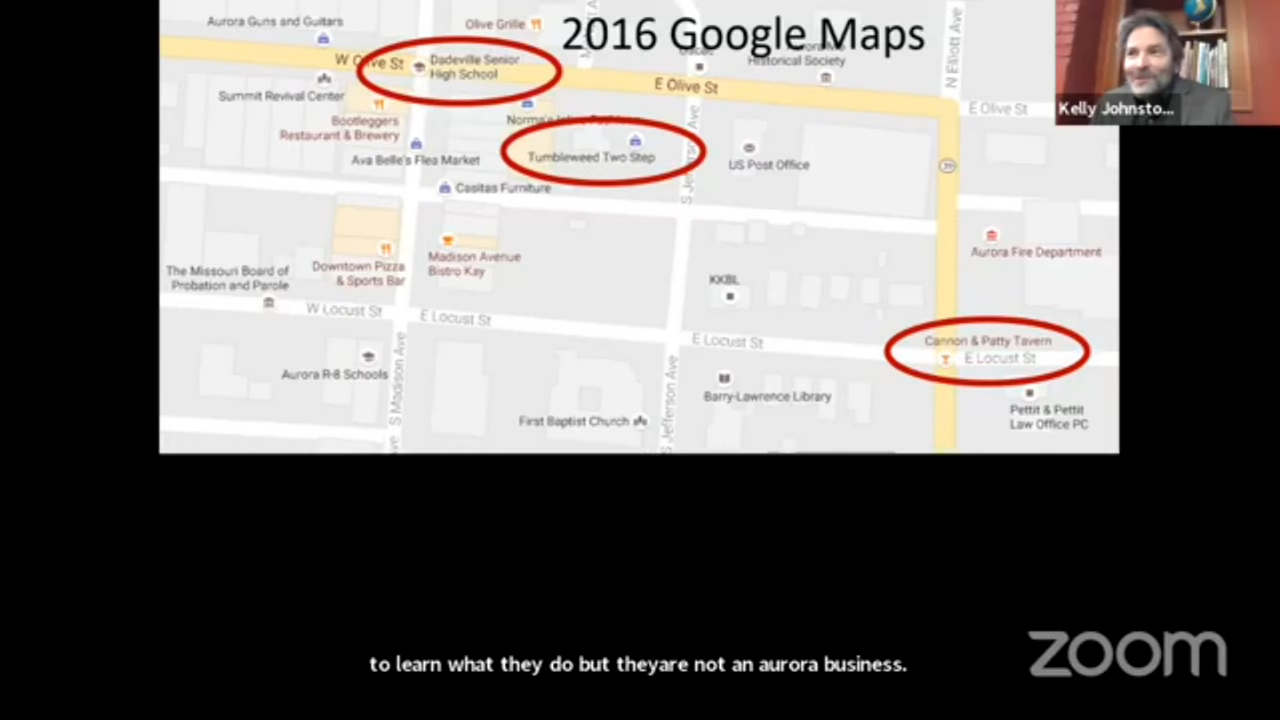 2016 Google Maps
Aurora Guns and Guitars
Olive Grille
Historical Society
N Elliott Ave
Kelly Johnsto...
W Olive St
Dadeville Senior
High School
E Olive St
E Olive St
Summit Revival Center
Bootleggers
Restaurant & Brewery
Ava Belle's Flea Market
Tumbleweed Two Step
S Jefferson Ave
US Post Office
39
Casitas Furniture
Madison Avenue
Bistro Kay
Downtown Pizza
& Sports Bar
The Missouri Board of
Probation and Parole
KKBL
Aurora Fire Department
W Locust St
E Locust St
E Locust St
Cannon & Patty Tavern
E Locust St
Aurora R-8 Schools
S Madison Ave
S Jefferson Ave
Barry-Lawrence Library
First Baptist Church
Pettit & Pettit
Law Office PC
to learn what they do but theyare not an aurora business.
zoom